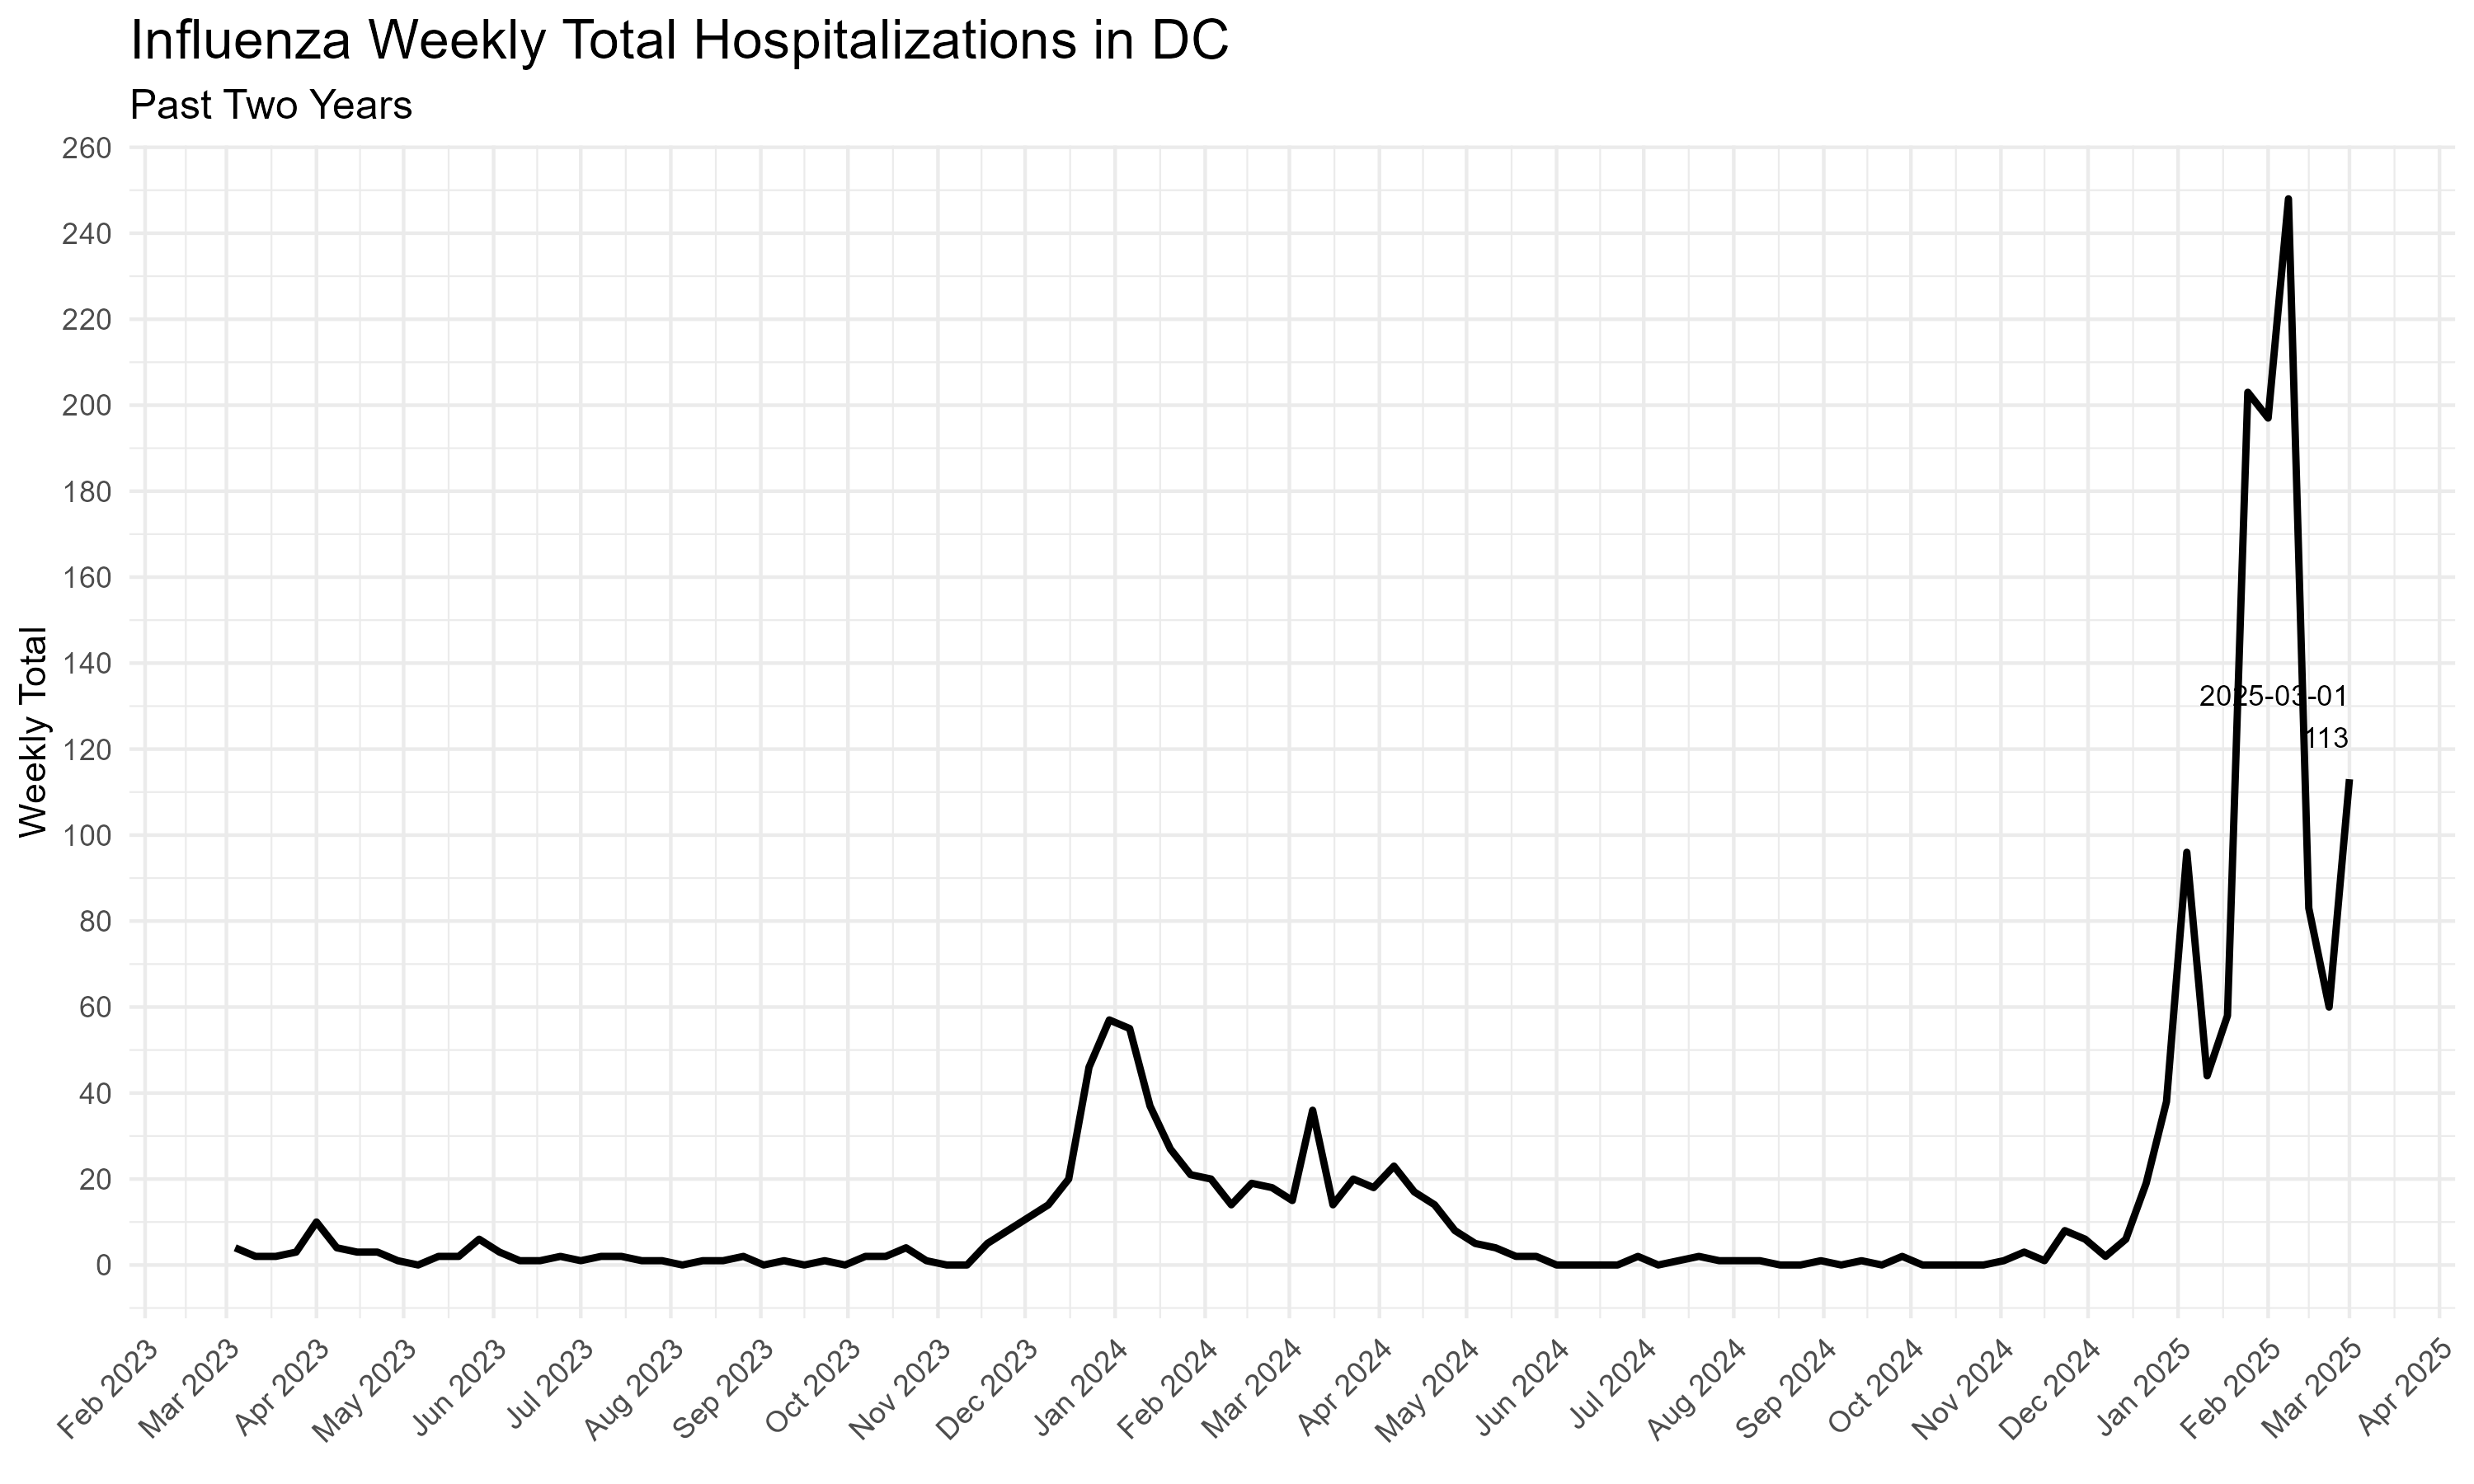 Influenza Weekly Total Hospitalizations in DC
Past Two Years
260
240
220
200
180
160
140
120
100
80
60
40
20
0
Weekly Total
2025-03-01
113
Feb 2023
Mar 2023
Apr 2023
May 2023
Jun 2023
Jul 2023
Aug 2023
Sep 2023
Oct 2023
Nov 2023
Dec 2023
Jan 2024
Feb 2024
Mar 2024
Apr 2024
May 2024
Jun 2024
Jul 2024
Aug 2024
Sep 2024
Oct 2024
Nov 2024
Dec 2024
Jan 2025
Feb 2025
Mar 2025
Apr 2025